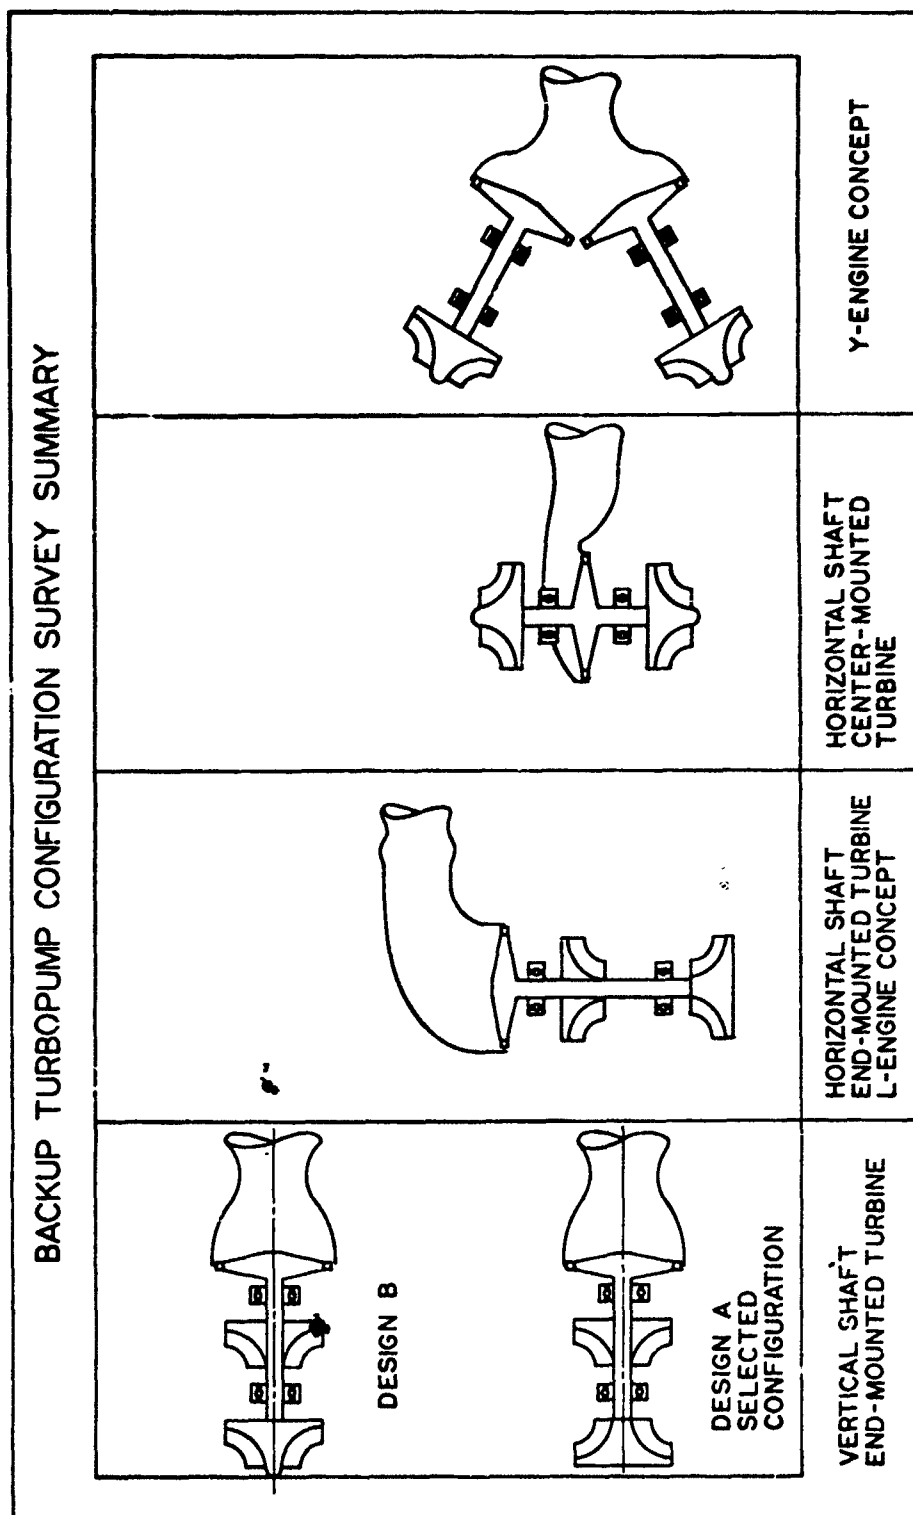 BACKUP TURBOPUMP CONFIGURATION SURVEY SUMMARY
DESIGN B
DESIGN A
SELECTED
CONFIGURATION
VERTICAL SHAFT
END-MOUNTED TURBINE
HORIZONTAL SHAFT
END-MOUNTED TURBINE
L-ENGINE CONCEPT
HORIZONTAL SHAFT
CENTER-MOUNTED
TURBINE
Y-ENGINE CONCEPT